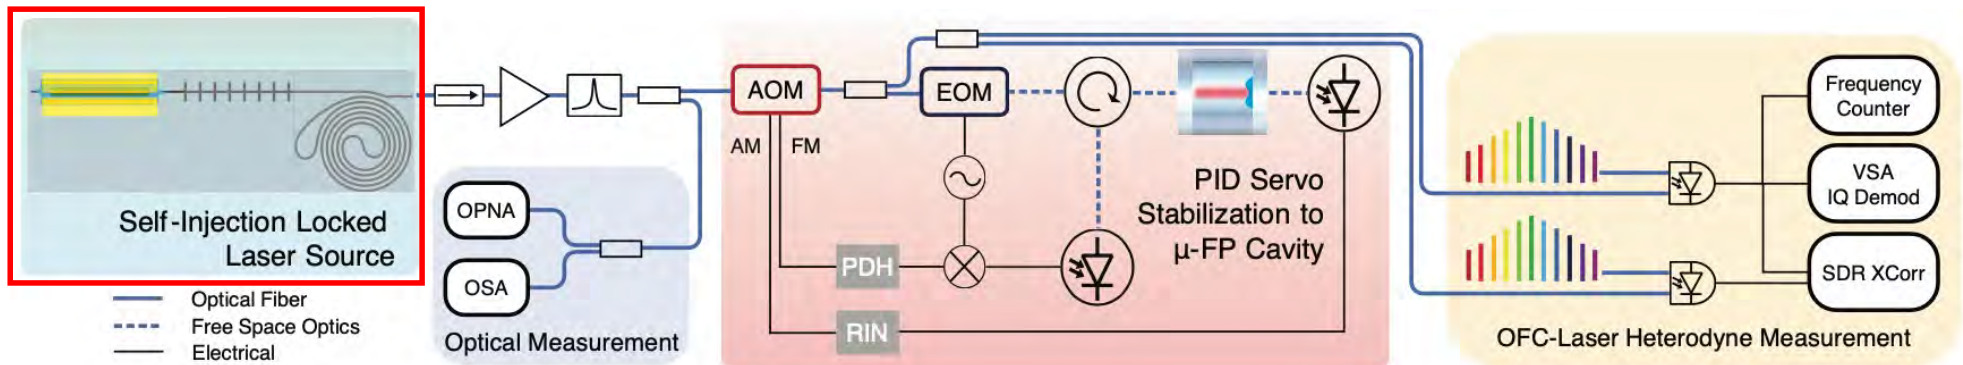 Self-Injection Locked
Laser Source
Optical Fiber
Free Space Optics
Electrical
OPNA
OSA
Optical Measurement
AOM
EOM
AM
FM
PID Servo
Stabilization to
μ-FP Cavity
PDH
RIN
Frequency
Counter
VSA
IQ Demod
SDR XCorr
OFC-Laser Heterodyne Measurement